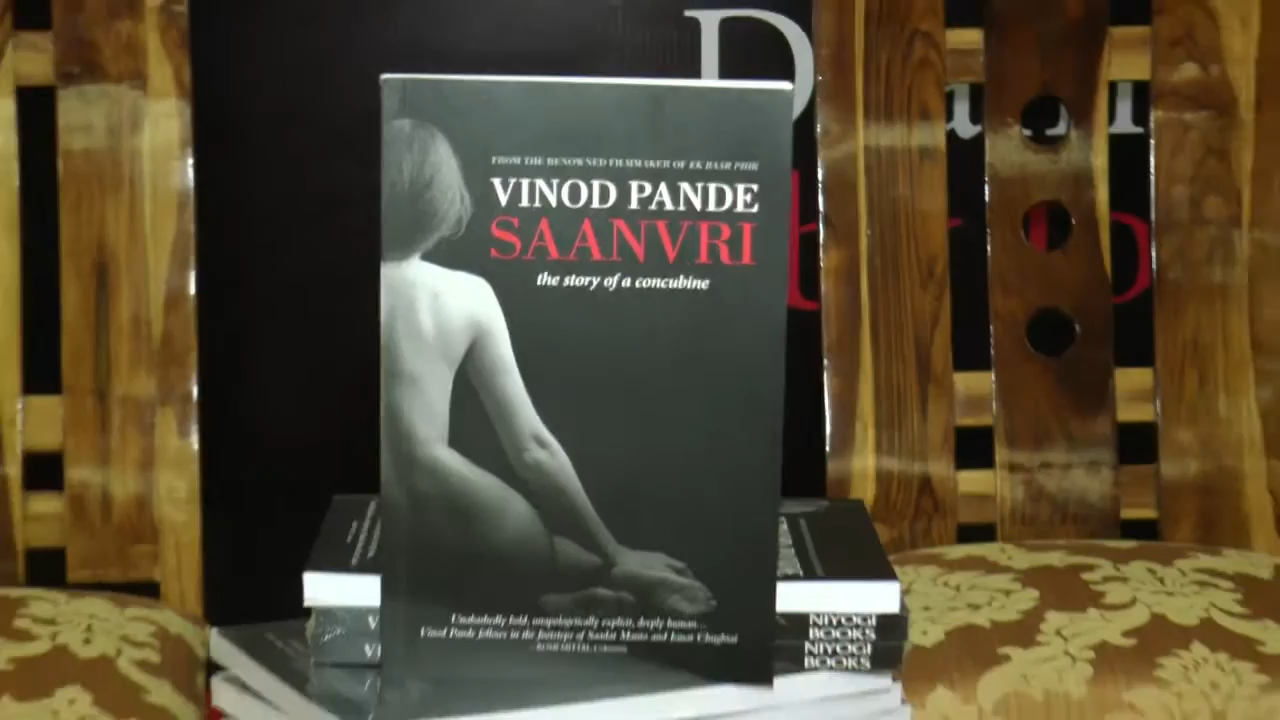 FROM THE RENOWNED FILMMAKER OF EK BAAR PHIR
VINOD PANDE
SAANVRI
the story of a concubine
Unabashedly bold, unapologetically explicit, deeply human...
Vinod Pande follows in the footsteps of Saadat Manto and Ismat Chughtai
NIYOGI
BOOKS
NIYOGI
BOOKS